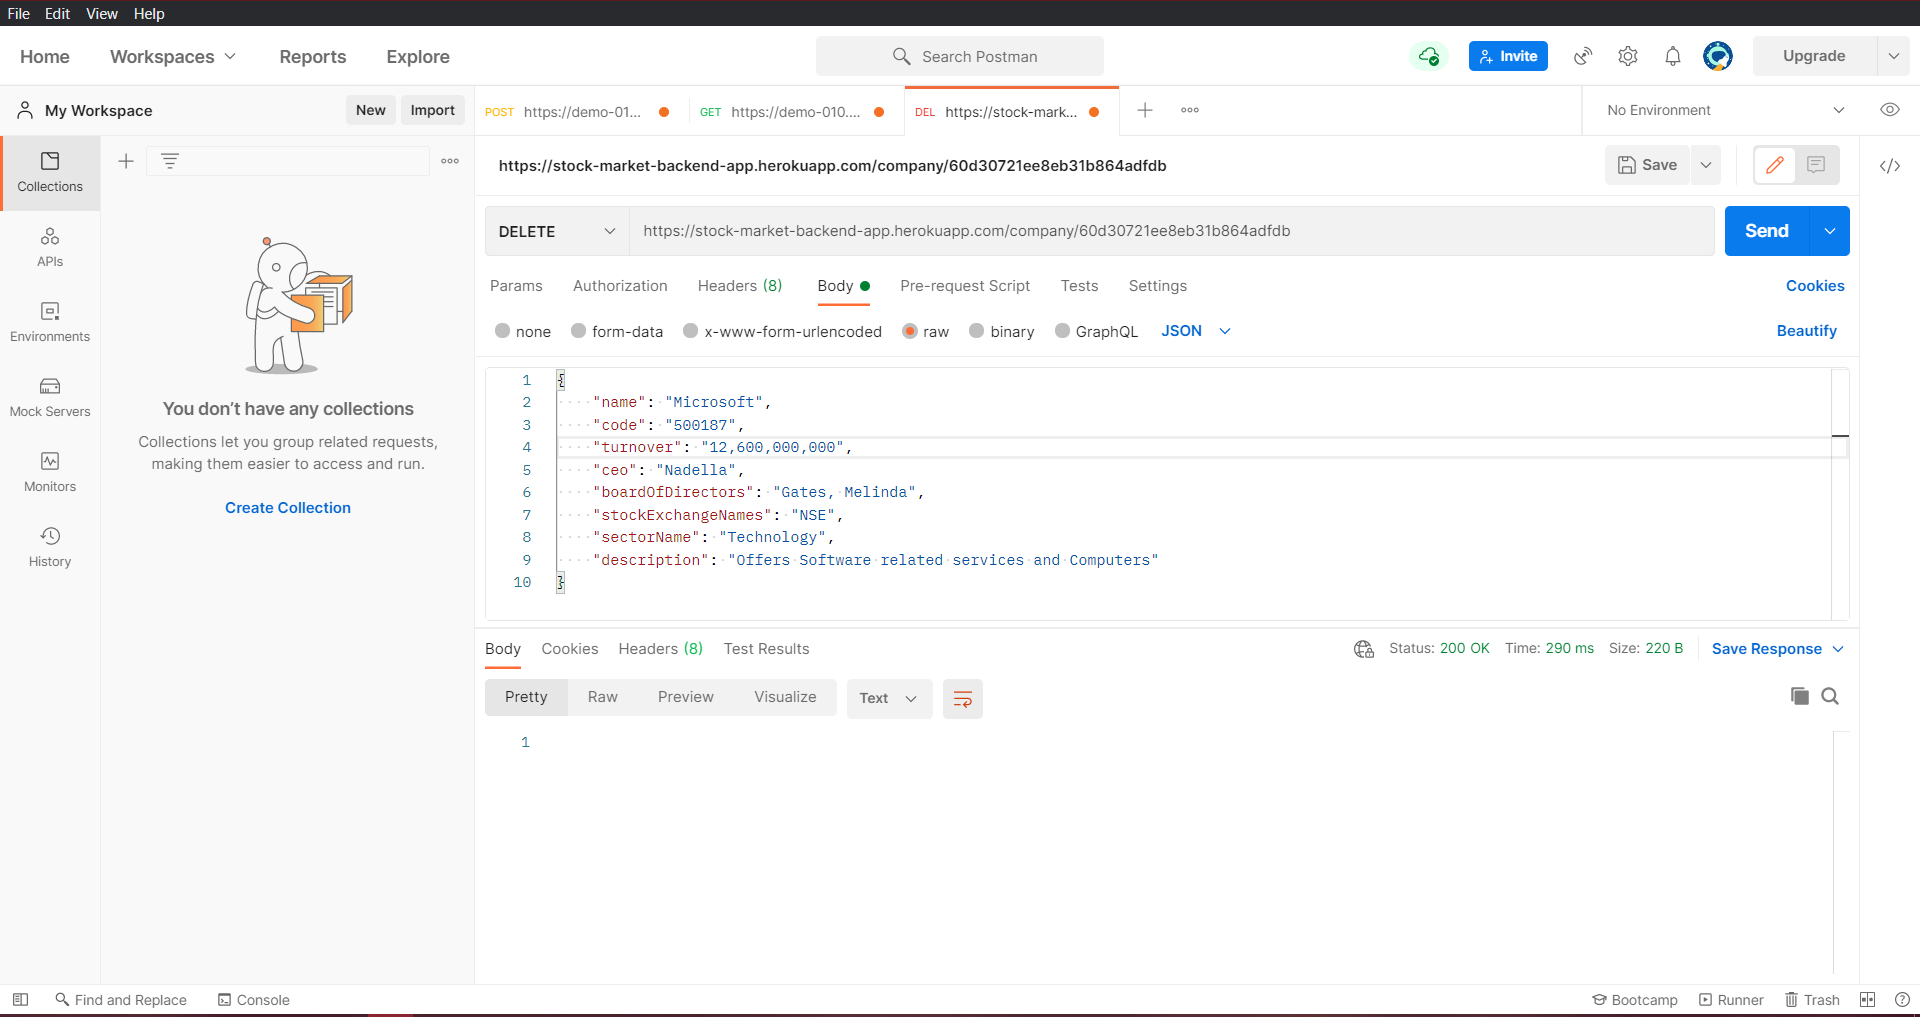 File Edit View Help
Home Workspaces Reports Explore Search Postman Invite Upgrade
My Workspace New Import POST https://demo-01... GET https://demo-010.... DEL https://stock-mark... No Environment
Collections
APIs
Environments
Mock Servers
Monitors
History
You don’t have any collections
Collections let you group related requests,
making them easier to access and run.
Create Collection
https://stock-market-backend-app.herokuapp.com/company/60d30721ee8eb31b864adfdb Save
DELETE https://stock-market-backend-app.herokuapp.com/company/60d30721ee8eb31b864adfdb Send
Params Authorization Headers (8) Body Pre-request Script Tests Settings Cookies
none form-data x-www-form-urlencoded raw binary GraphQL JSON Beautify
1 {
2 "name": "Microsoft",
3 "code": "500187",
4 "turnover": "12,600,000,000",
5 "ceo": "Nadella",
6 "boardOfDirectors": "Gates, Melinda",
7 "stockExchangeNames": "NSE",
8 "sectorName": "Technology",
9 "description": "Offers Software related services and Computers"
10 }
Body Cookies Headers (8) Test Results Status: 200 OK Time: 290 ms Size: 220 B Save Response
Pretty Raw Preview Visualize Text
1
Find and Replace Console Bootcamp Runner Trash